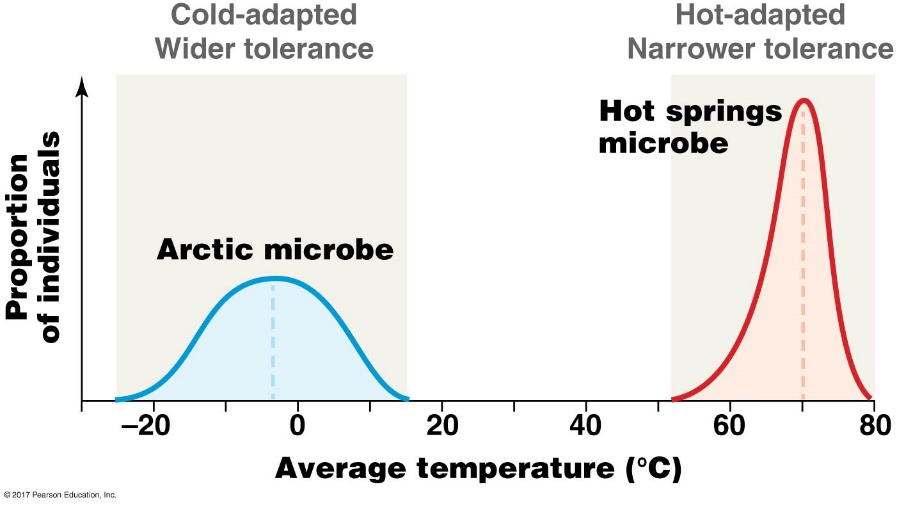 Cold-adapted
Wider tolerance
Hot-adapted
Narrower tolerance
Hot springs
microbe
Arctic microbe
Proportion
of individuals
–20
0
20
40
60
80
Average temperature (°C)
© 2017 Pearson Education, Inc.